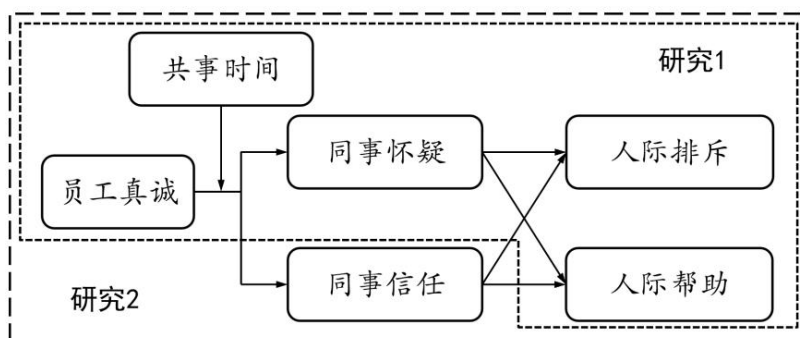 共事时间
研究1
同事怀疑
人际排斥
员工真诚
同事信任
人际帮助
研究2